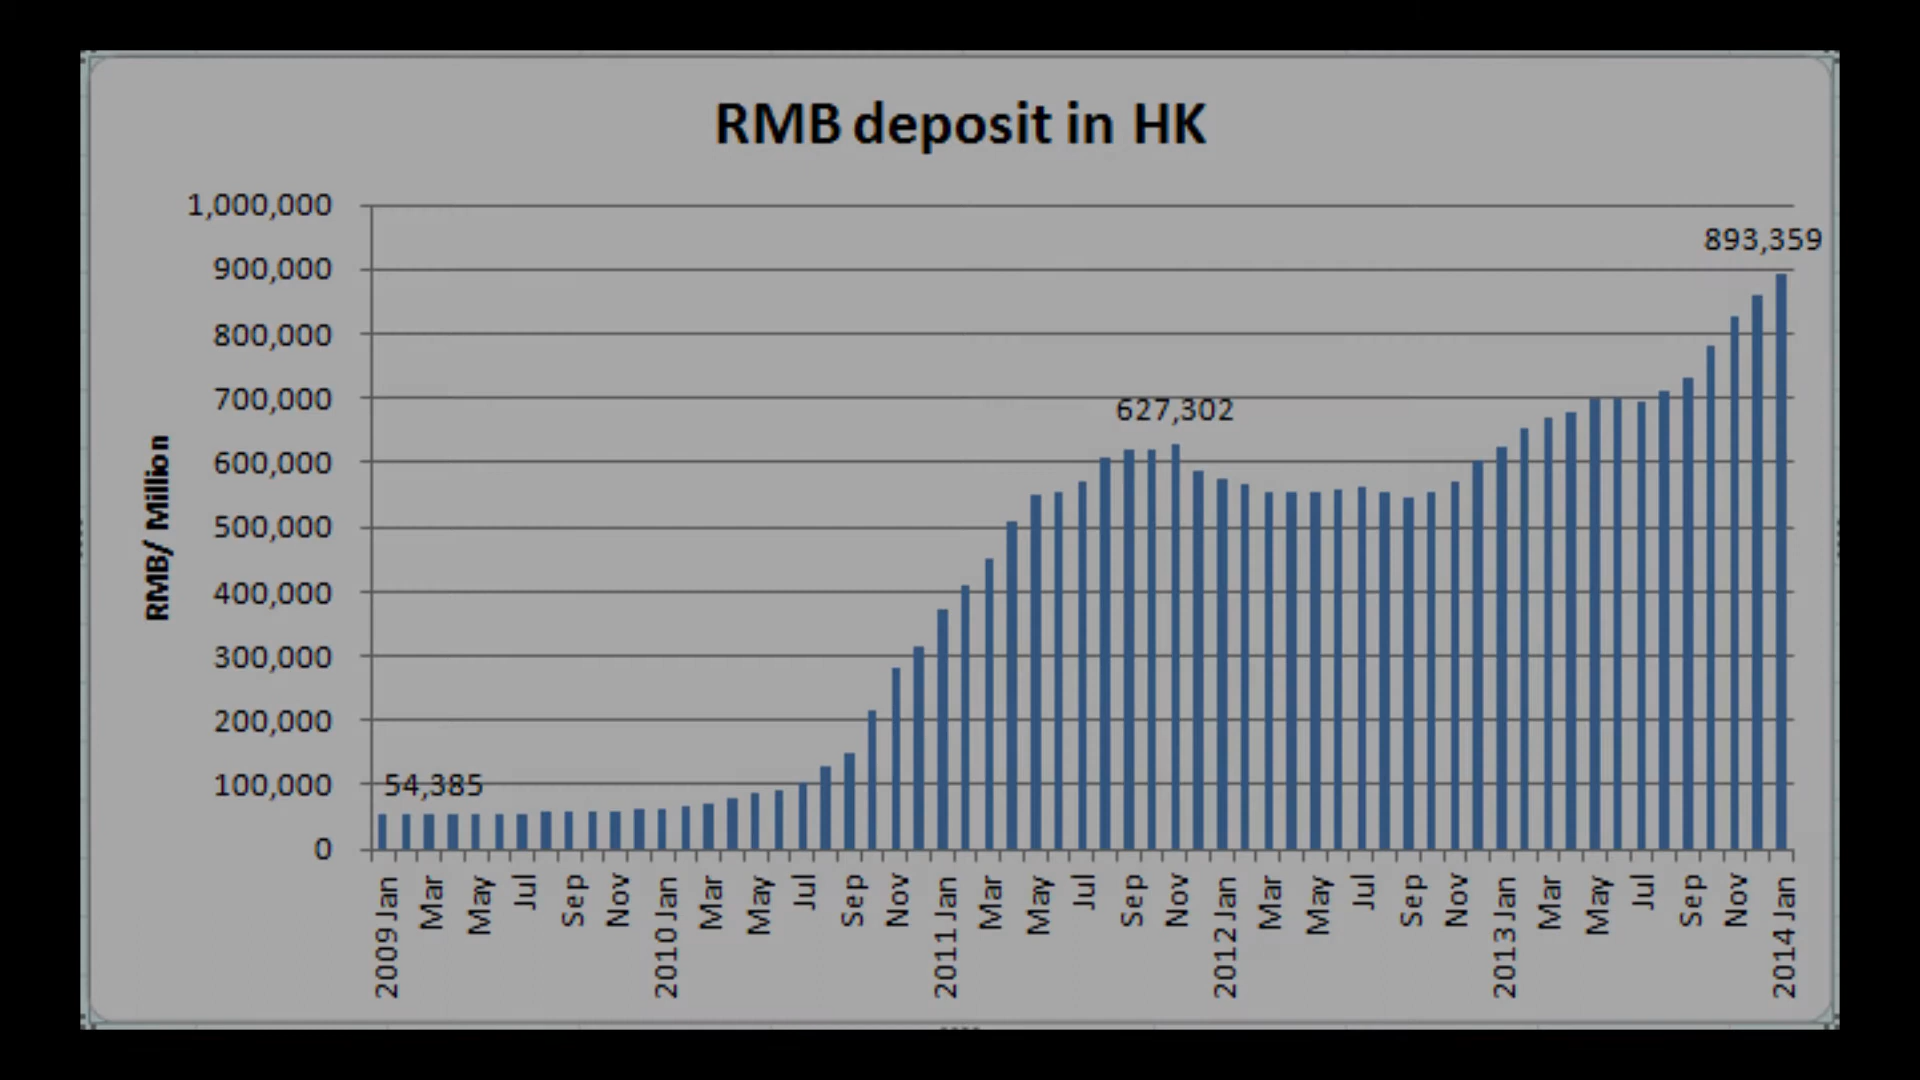 RMB deposit in HK
1,000,000
893,359
900,000
800,000
700,000
627,302
600,000
500,000
400,000
300,000
200,000
100,000
54,385
0
RMB/ Million
2009 Jan
Mar
May
Jul
Sep
Nov
2010 Jan
Mar
May
Jul
Sep
Nov
2011 Jan
Mar
May
Jul
Sep
Nov
2012 Jan
Mar
May
Jul
Sep
Nov
2013 Jan
Mar
May
Jul
Sep
Nov
2014 Jan